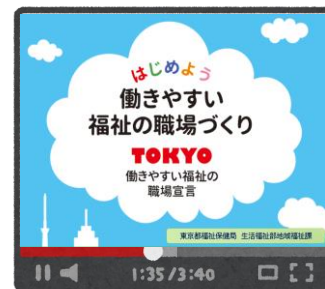 はじめよう
働きやすい
福祉の職場づくり
TOKYO
働きやすい福祉の
職場宣言
東京都福祉保健局 生活福祉部地域福祉課
1:35/3:40